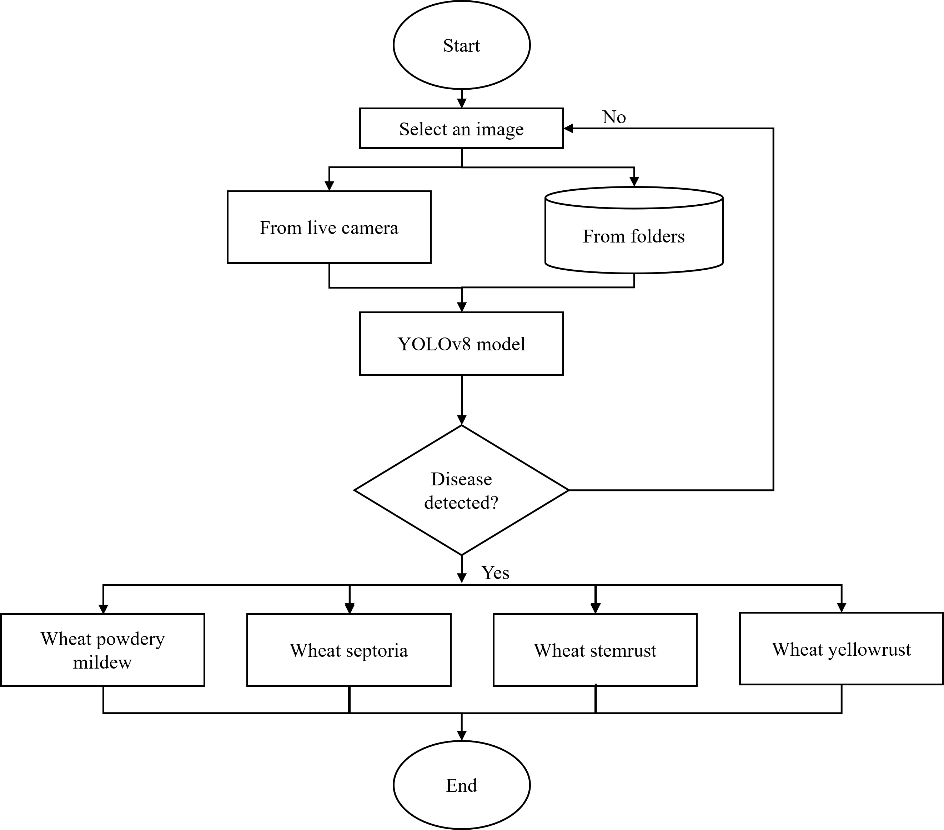 Start
Select an image
No
From live camera
From folders
YOLOv8 model
Disease
detected?
Yes
Wheat powdery
mildew
Wheat septoria
Wheat stemrust
Wheat yellowrust
End